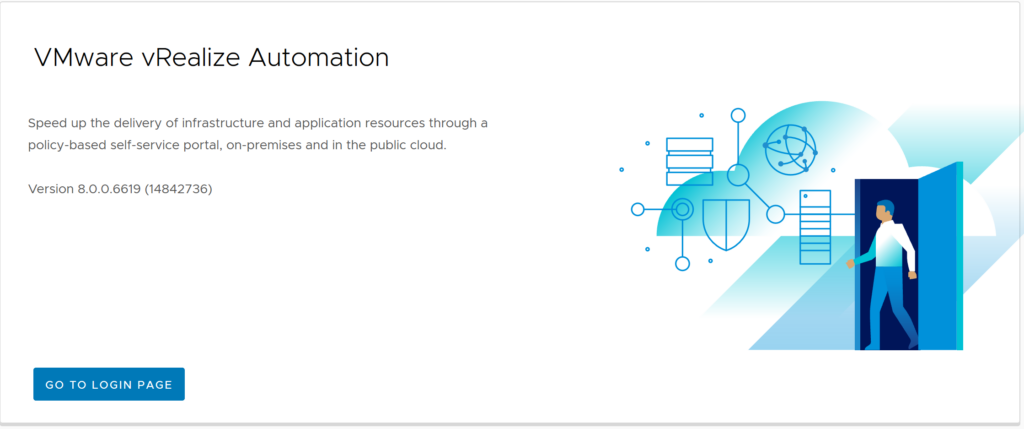 VMware vRealize Automation
Speed up the delivery of infrastructure and application resources through a
policy-based self-service portal, on-premises and in the public cloud.
Version 8.0.0.6619 (14842736)
GO TO LOGIN PAGE